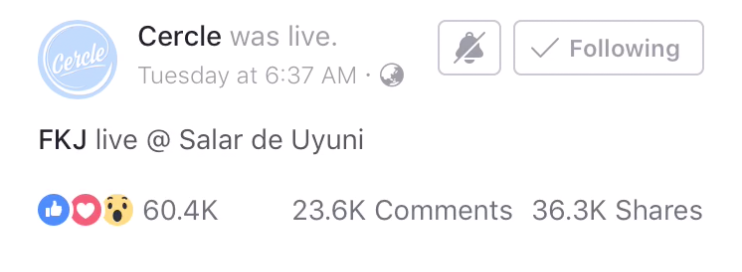 Cercle
Cercle was live.
Tuesday at 6:37 AM ·
Following
FKJ live @ Salar de Uyuni
60.4K 23.6K Comments 36.3K Shares